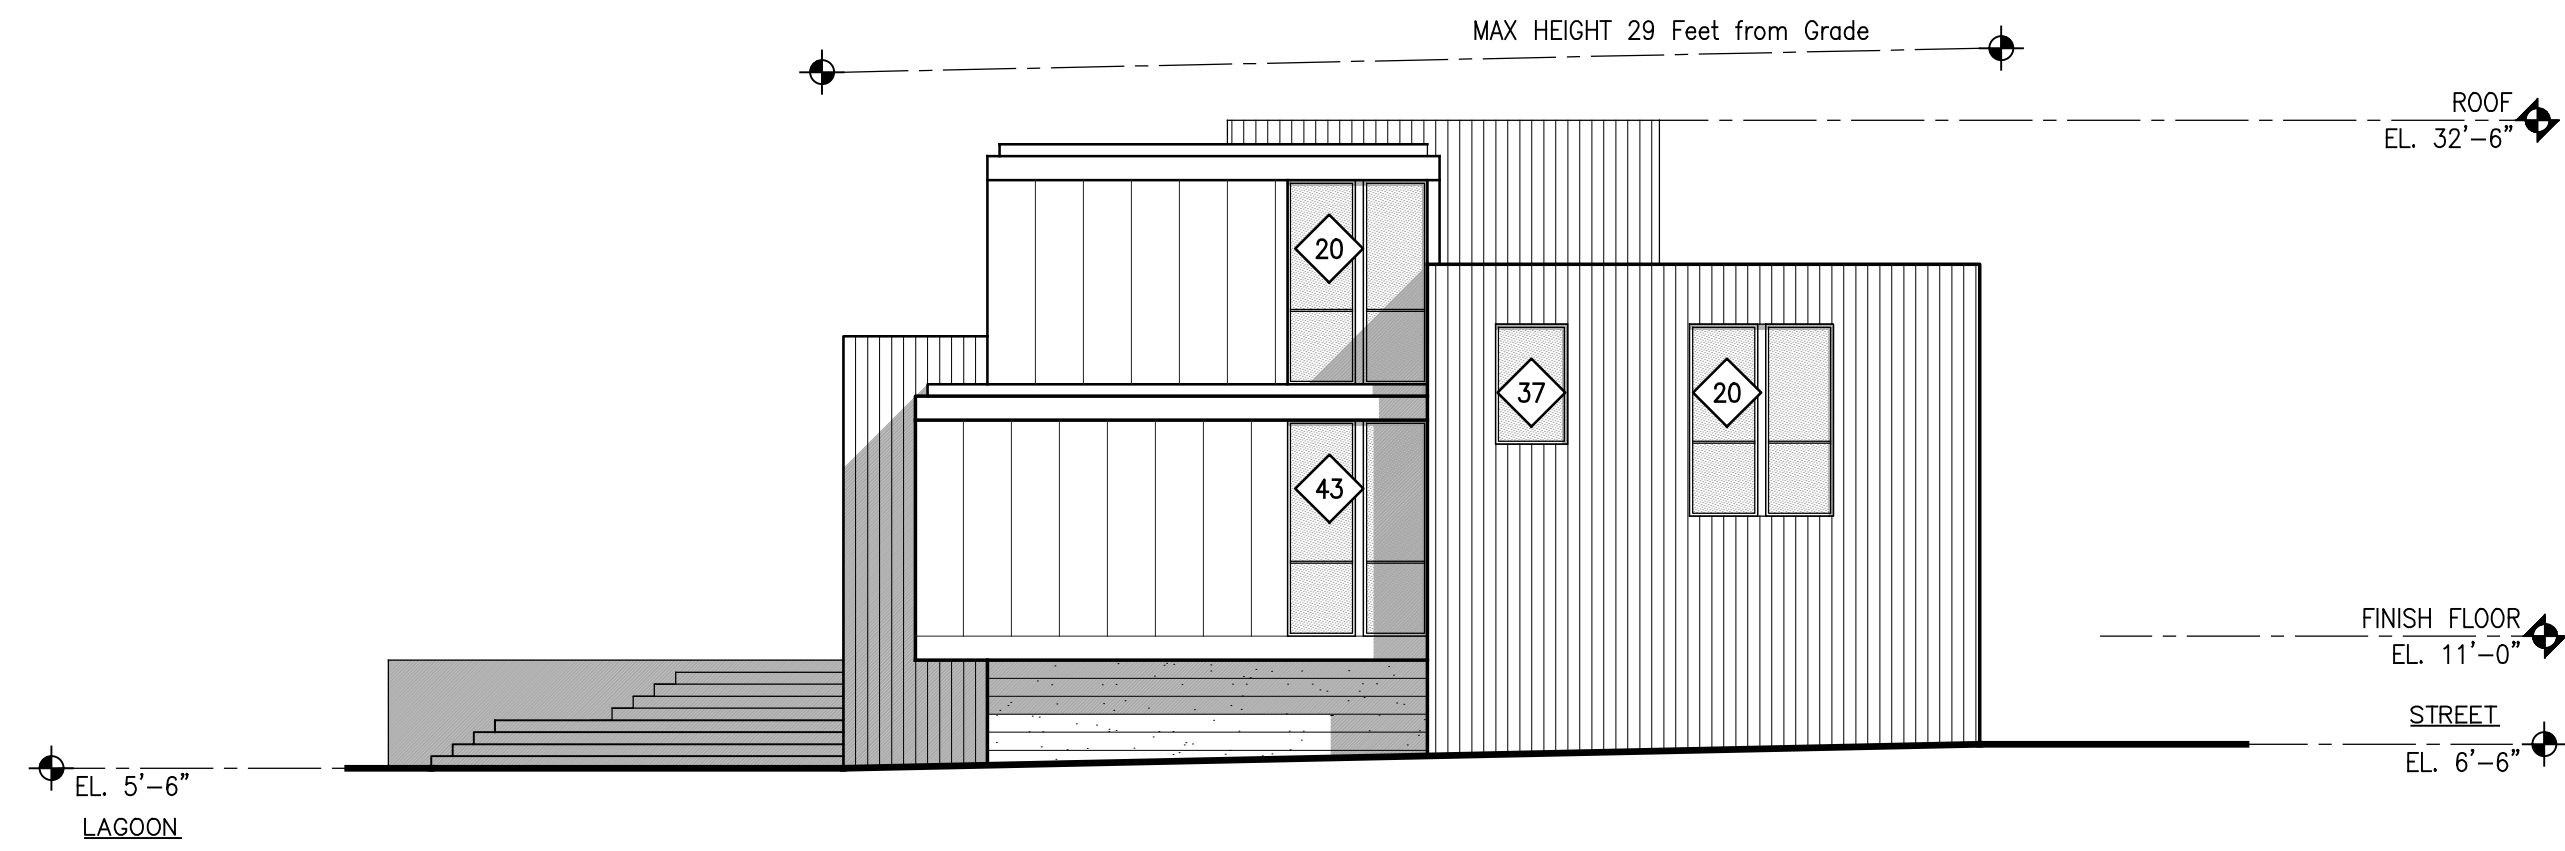 MAX HEIGHT 29 Feet from Grade
ROOF
EL. 32'-6"
20
37
20
43
FINISH FLOOR
EL. 11'-0"
STREET
EL. 6'-6"
EL. 5'-6"
LAGOON